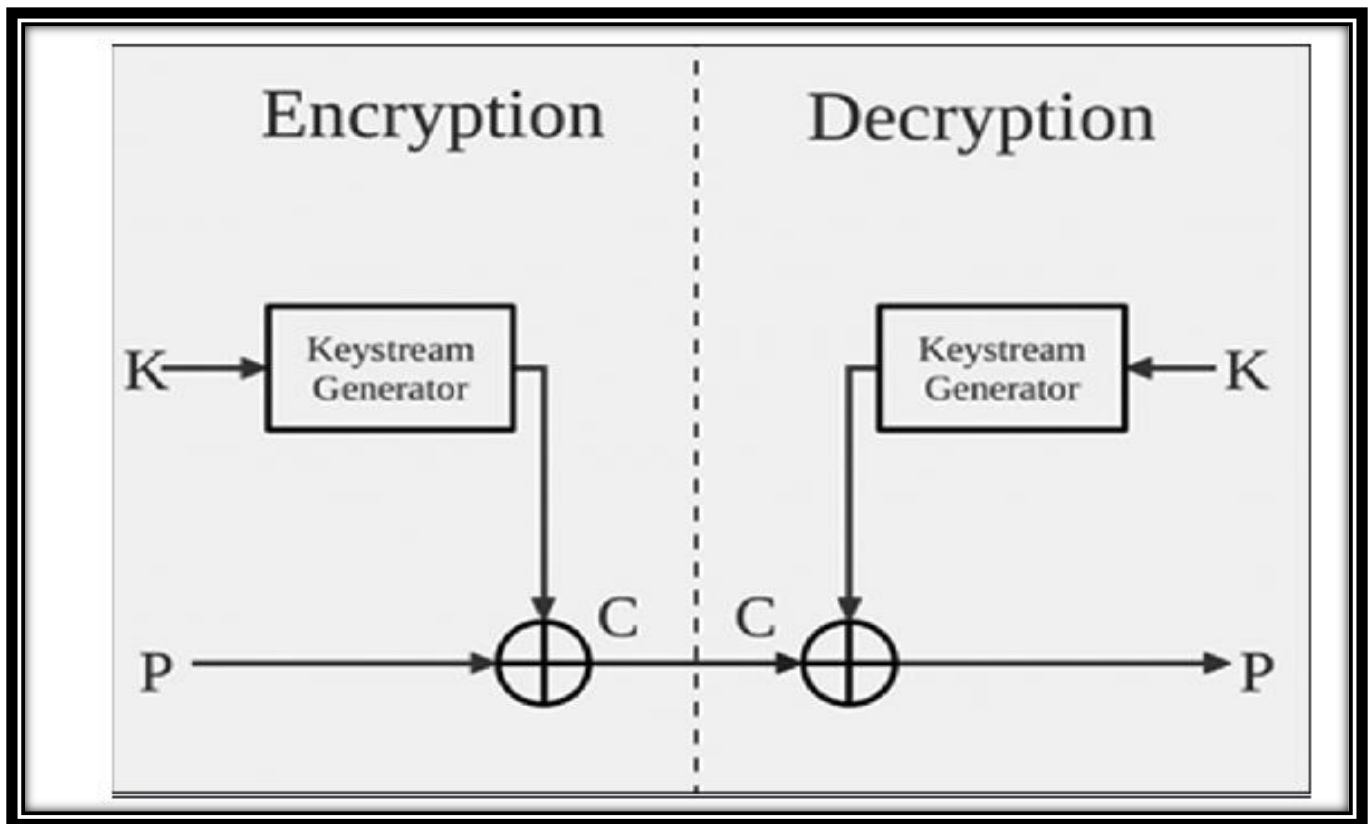 Encryption
Decryption
K
Keystream
Generator
Keystream
Generator
K
C
C
P
P